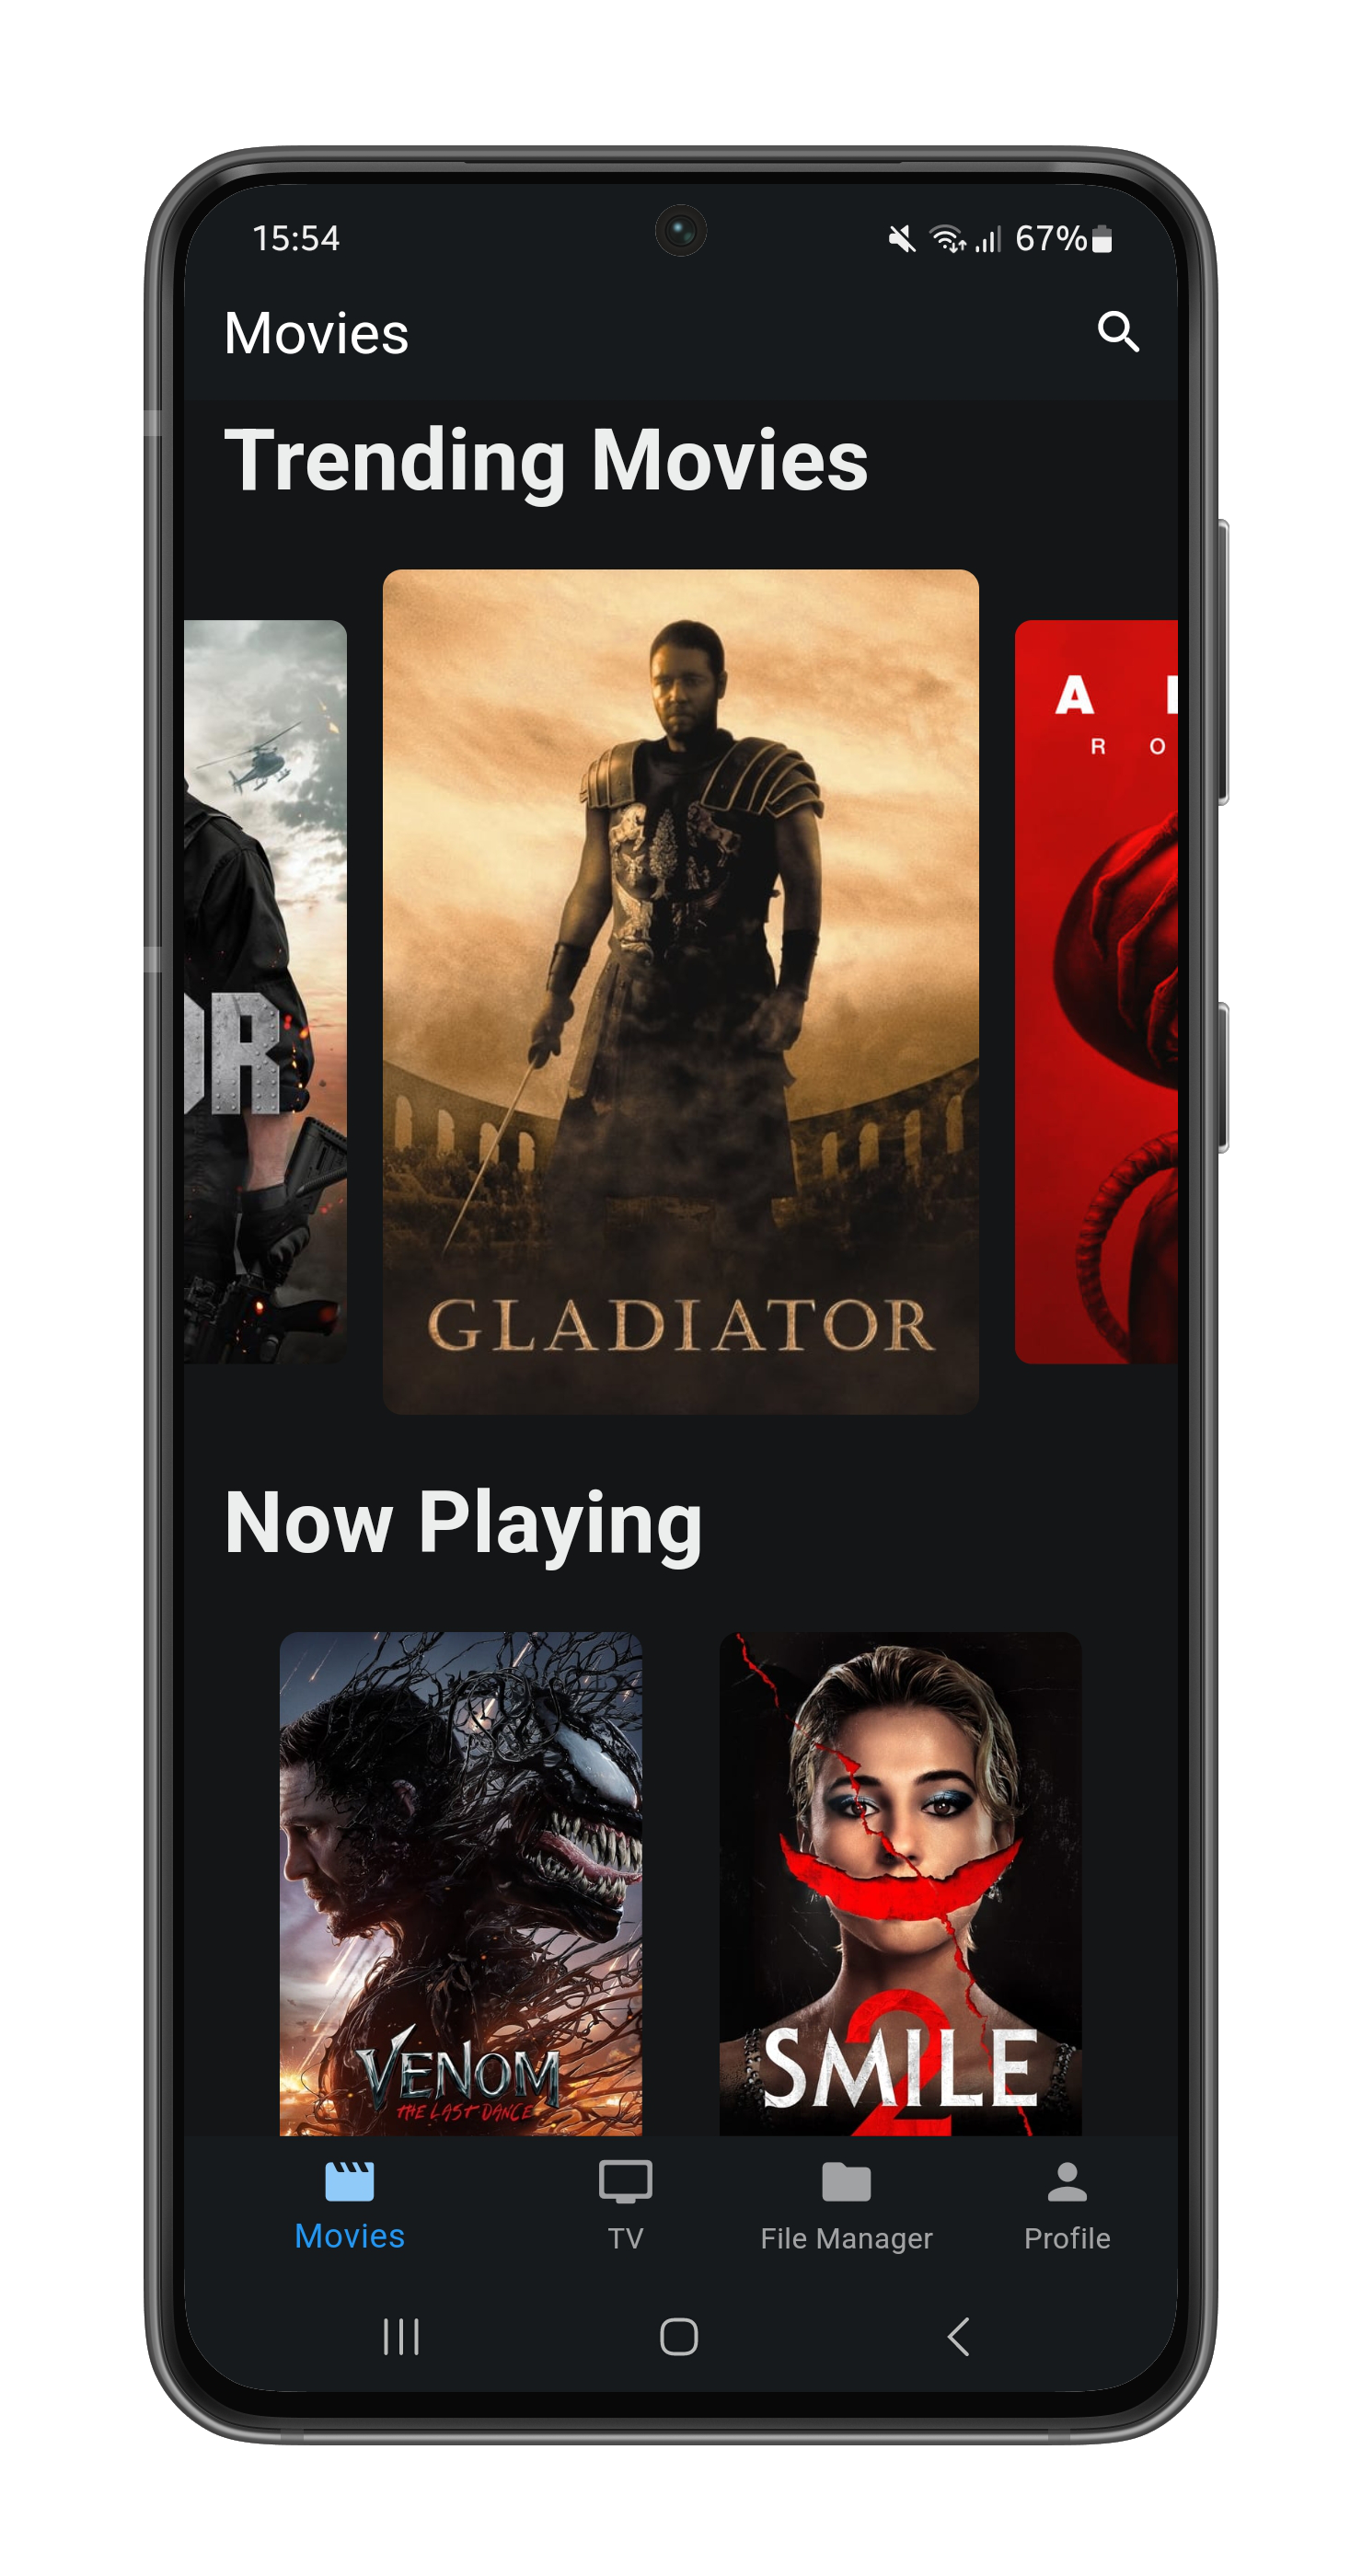 15:54
67%
Movies
Trending Movies
A
R O
OR
GLADIATOR
Now Playing
VENOM
THE LAST DANCE
SMILE
2
Movies
TV
File Manager
Profile